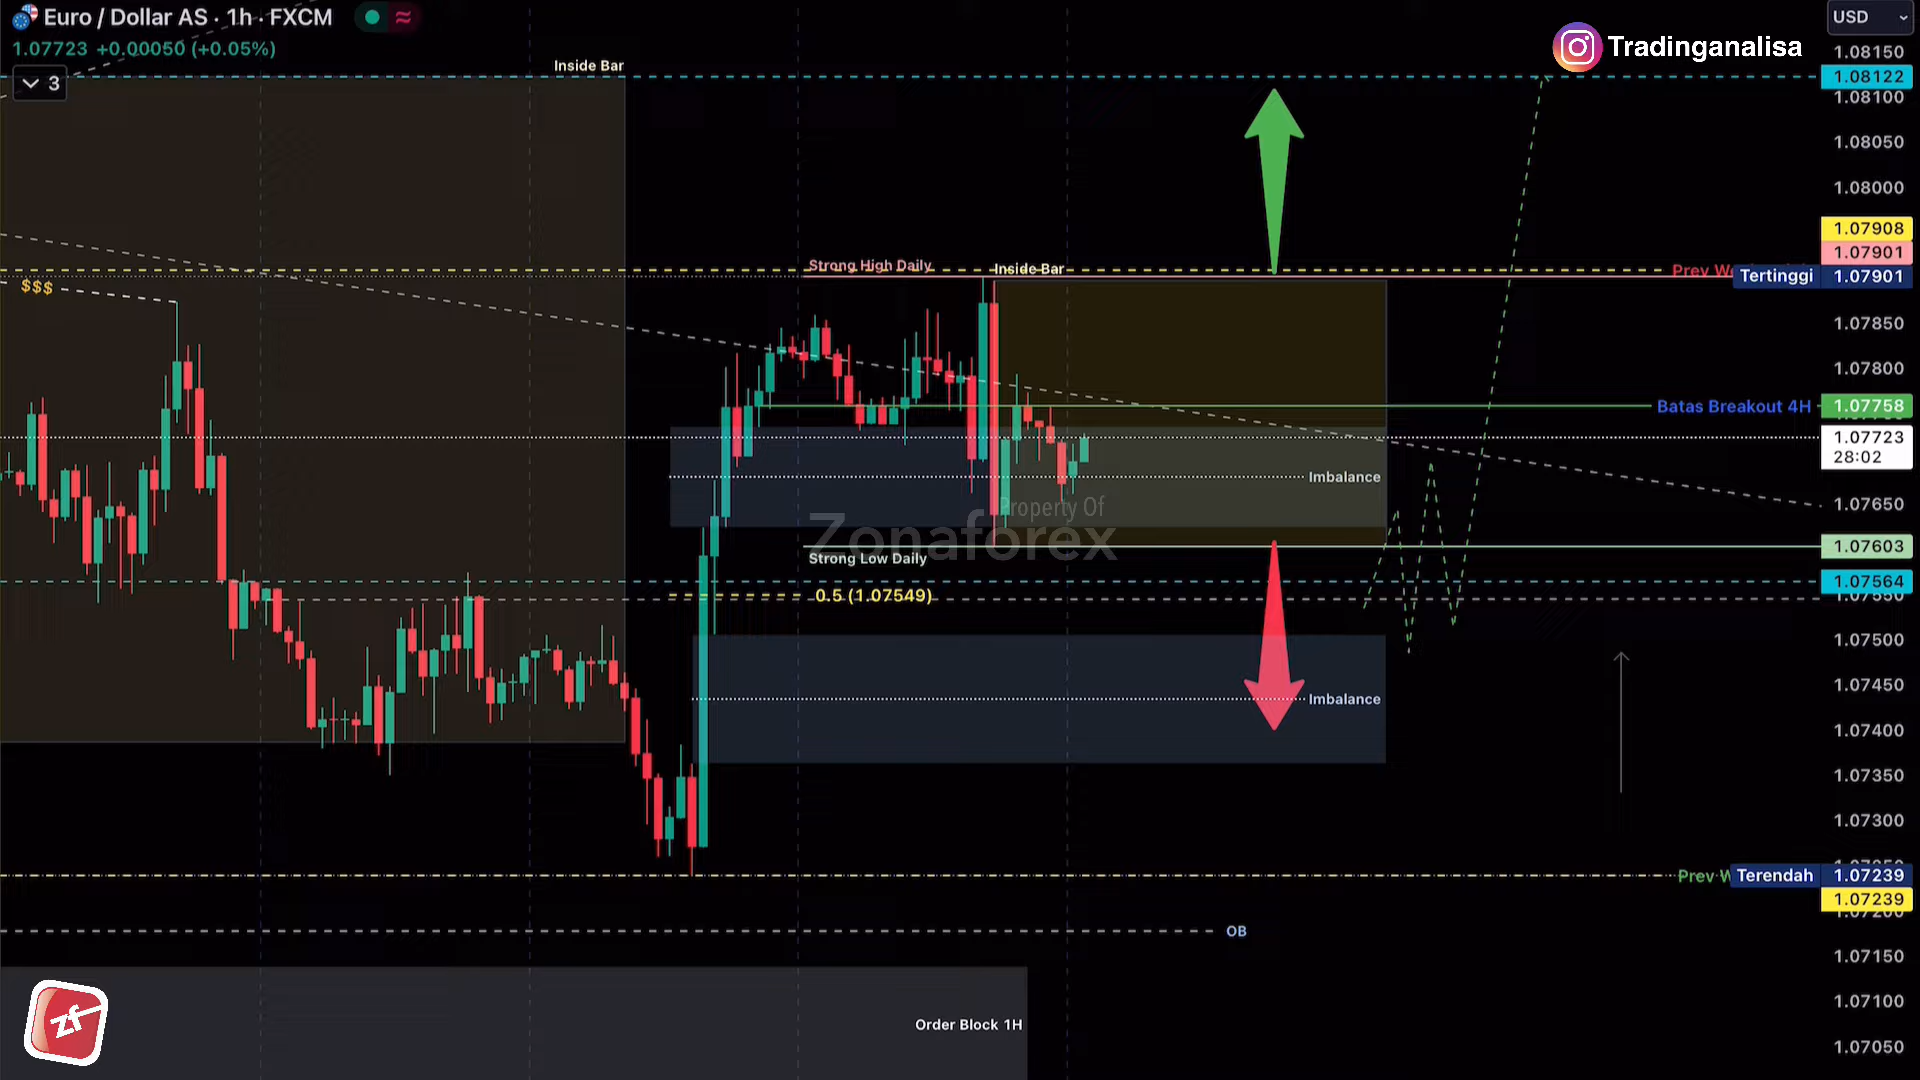 Euro / Dollar AS · 1h · FXCM
1.07723 +0.00050 (+0.05%)
3
USD
Tradinganalisa
1.08150
1.08122
1.08100
1.08050
1.08000
1.07908
1.07901
Tertinggi 1.07901
1.07850
1.07800
Batas Breakout 4H 1.07758
1.07723
28:02
1.07650
1.07603
1.07564
1.07550
1.07500
1.07450
1.07400
1.07350
1.07300
Prev W
Terendah 1.07239
1.07239
1.07150
1.07100
1.07050
Inside Bar
$$$
Strong High Daily
Inside Bar
Imbalance
Property Of
Zonaforex
Strong Low Daily
0.5 (1.07549)
Imbalance
OB
Order Block 1H
zf